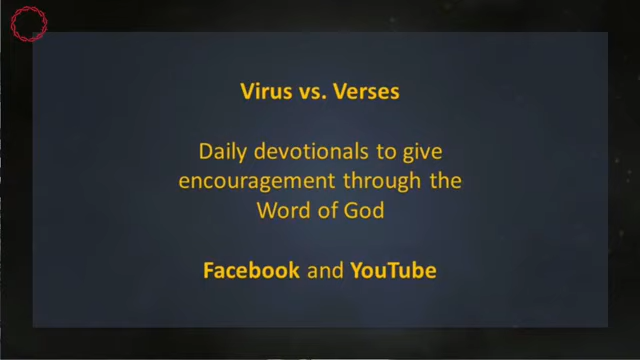 Virus vs. Verses
Daily devotionals to give
encouragement through the
Word of God
Facebook and YouTube